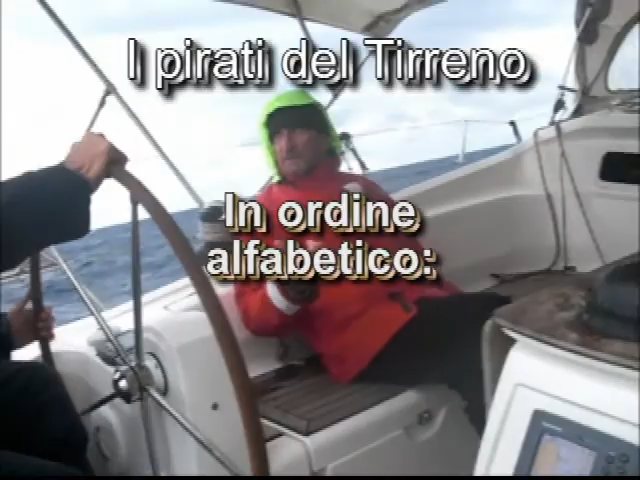 I pirati del Tirreno
In ordine
alfabetico: